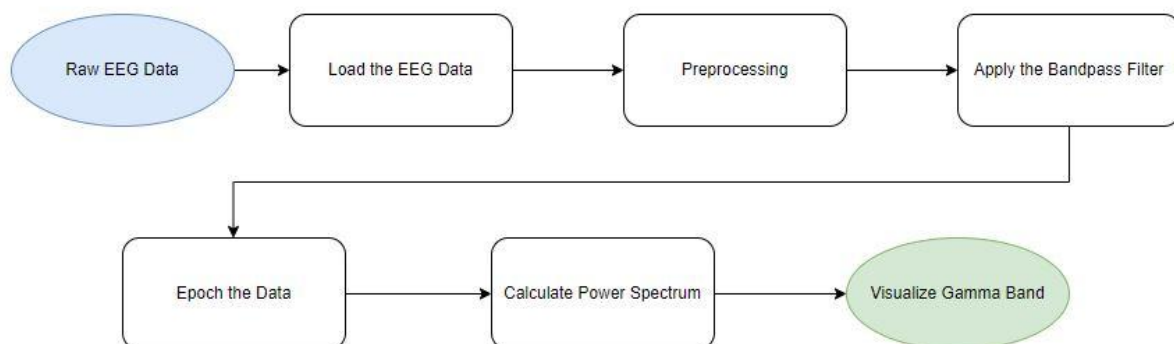 Raw EEG Data
Load the EEG Data
Preprocessing
Apply the Bandpass Filter
Epoch the Data
Calculate Power Spectrum
Visualize Gamma Band